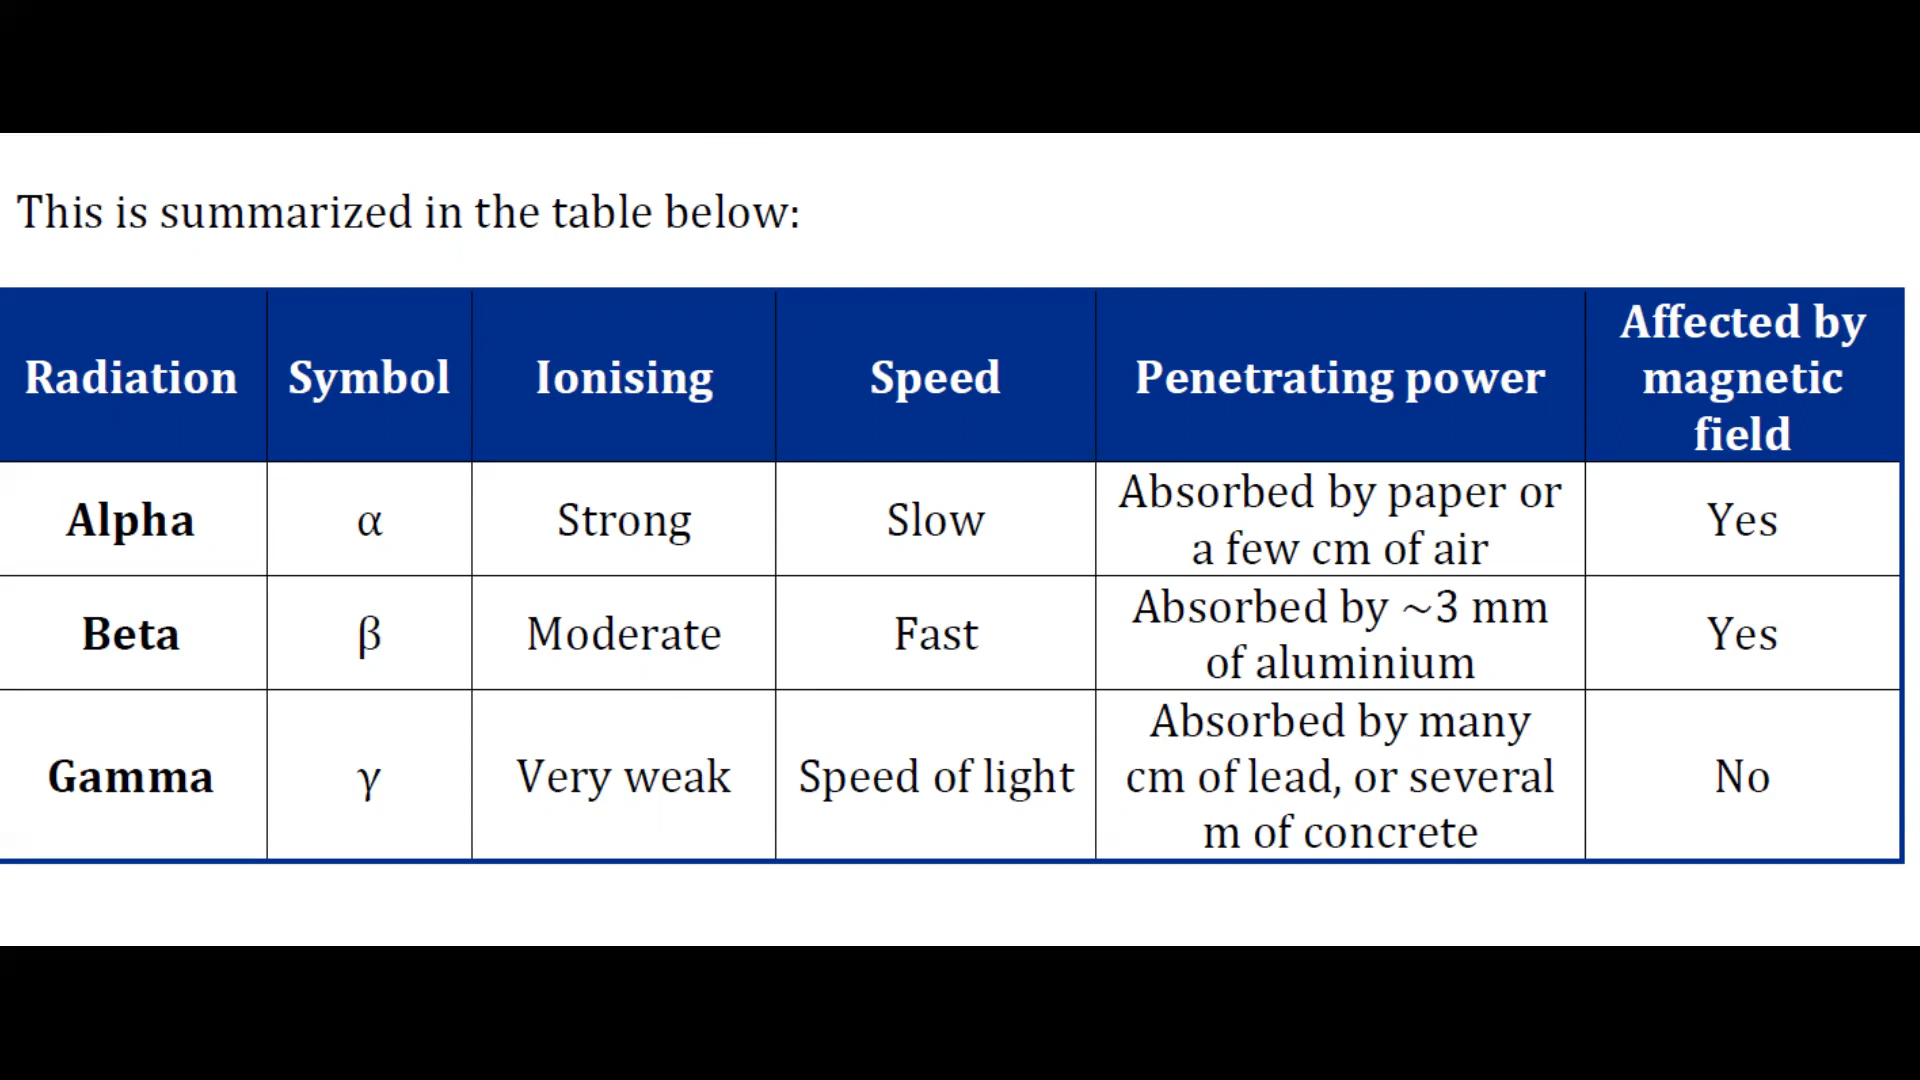 This is summarized in the table below:
Radiation Symbol Ionising Speed Penetrating power Affected by magnetic field
Alpha α Strong Slow Absorbed by paper or a few cm of air Yes
Beta β Moderate Fast Absorbed by ~3 mm of aluminium Yes
Gamma γ Very weak Speed of light Absorbed by many cm of lead, or several m of concrete No